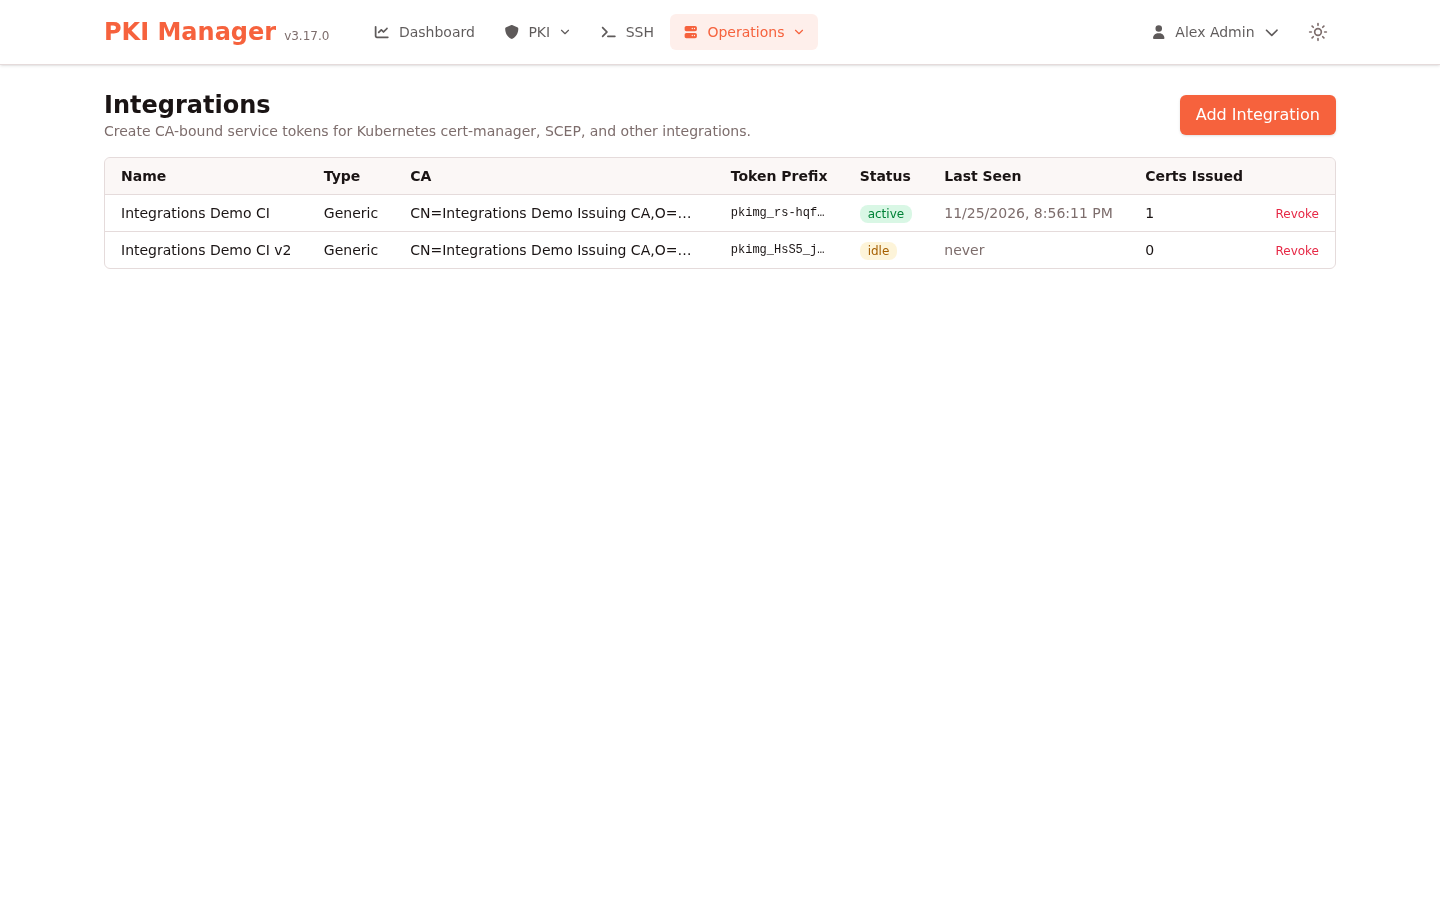 PKI Manager v3.17.0 Dashboard PKI SSH Operations Alex Admin
Integrations
Create CA-bound service tokens for Kubernetes cert-manager, SCEP, and other integrations.
Add Integration
Name Type CA Token Prefix Status Last Seen Certs Issued
Integrations Demo CI Generic CN=Integrations Demo Issuing CA,O=… pkimg_rs-hqf… active 11/25/2026, 8:56:11 PM 1 Revoke
Integrations Demo CI v2 Generic CN=Integrations Demo Issuing CA,O=… pkimg_HsS5_j… idle never 0 Revoke